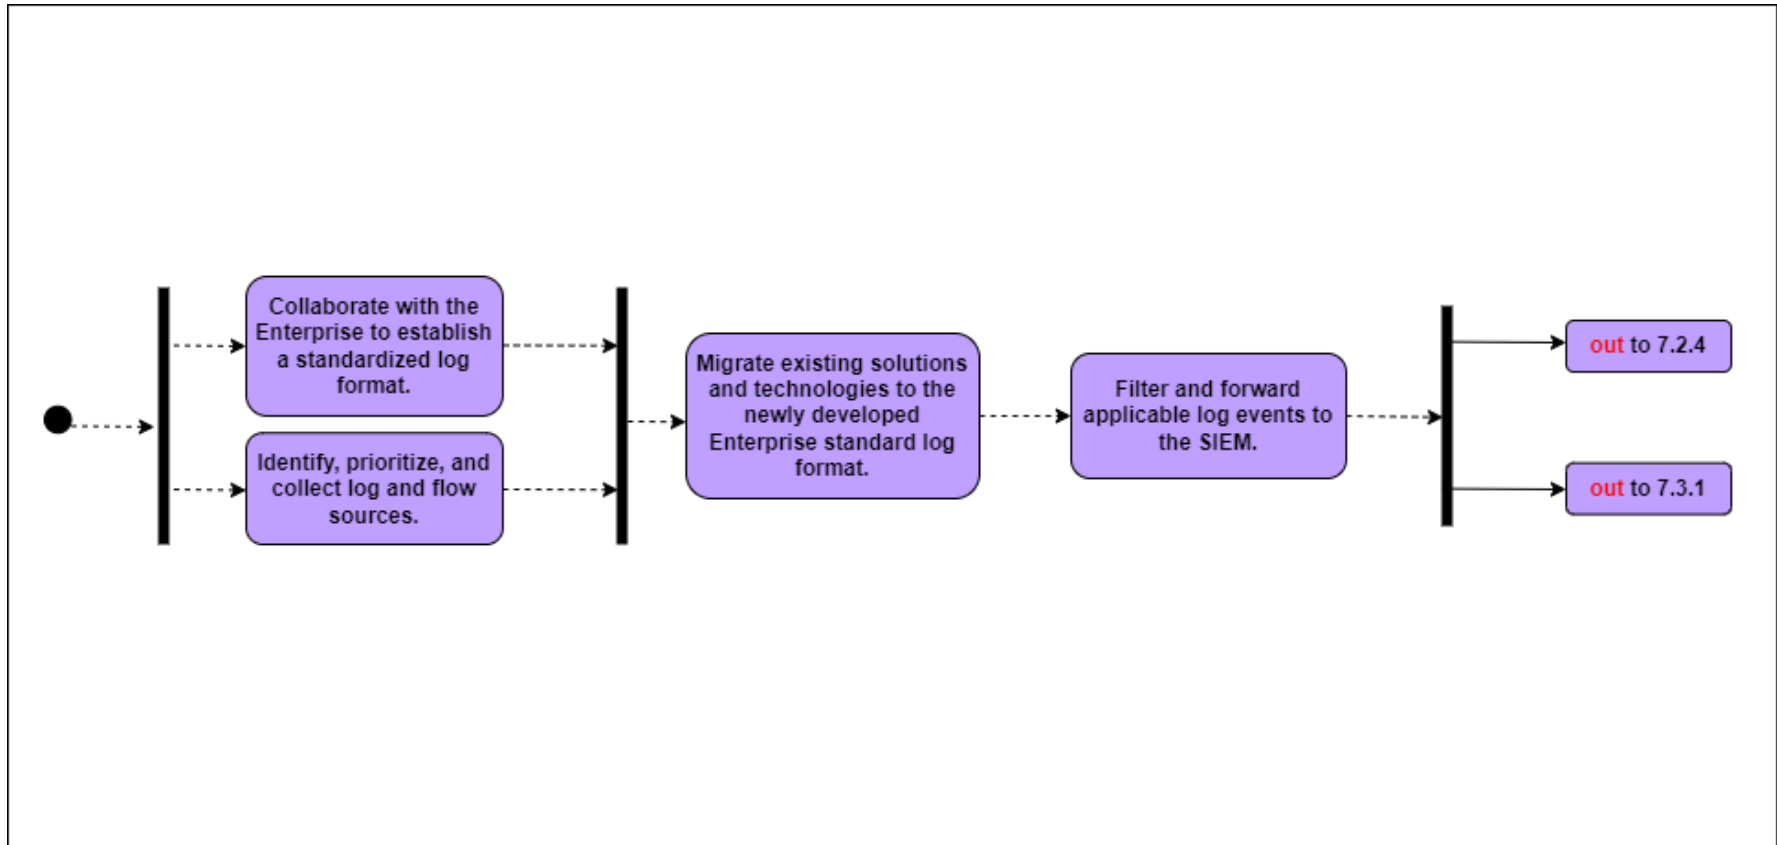 Collaborate with the
Enterprise to establish
a standardized log
format.
Identify, prioritize, and
collect log and flow
sources.
Migrate existing solutions
and technologies to the
newly developed
Enterprise standard log
format.
Filter and forward
applicable log events to
the SIEM.
out to 7.2.4
out to 7.3.1